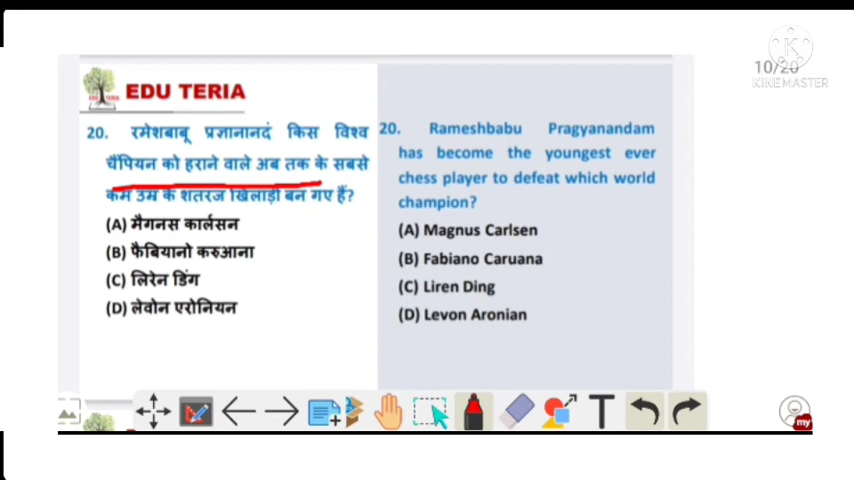 10/20
KINEMASTER
EDU TERIA
20. रमेशबाबू प्रज्ञानानदं किस विश्व
चैंपियन को हराने वाले अब तक के सबसे
कम उम्र के शतरंज खिलाड़ी बन गए हैं?
(A) मैगनस कार्लसन
(B) फैबियानो करुआना
(C) लिरेन डिंग
(D) लेवोन एरोनियन
20. Rameshbabu Pragyanandam
has become the youngest ever
chess player to defeat which world
champion?
(A) Magnus Carlsen
(B) Fabiano Caruana
(C) Liren Ding
(D) Levon Aronian
T
my